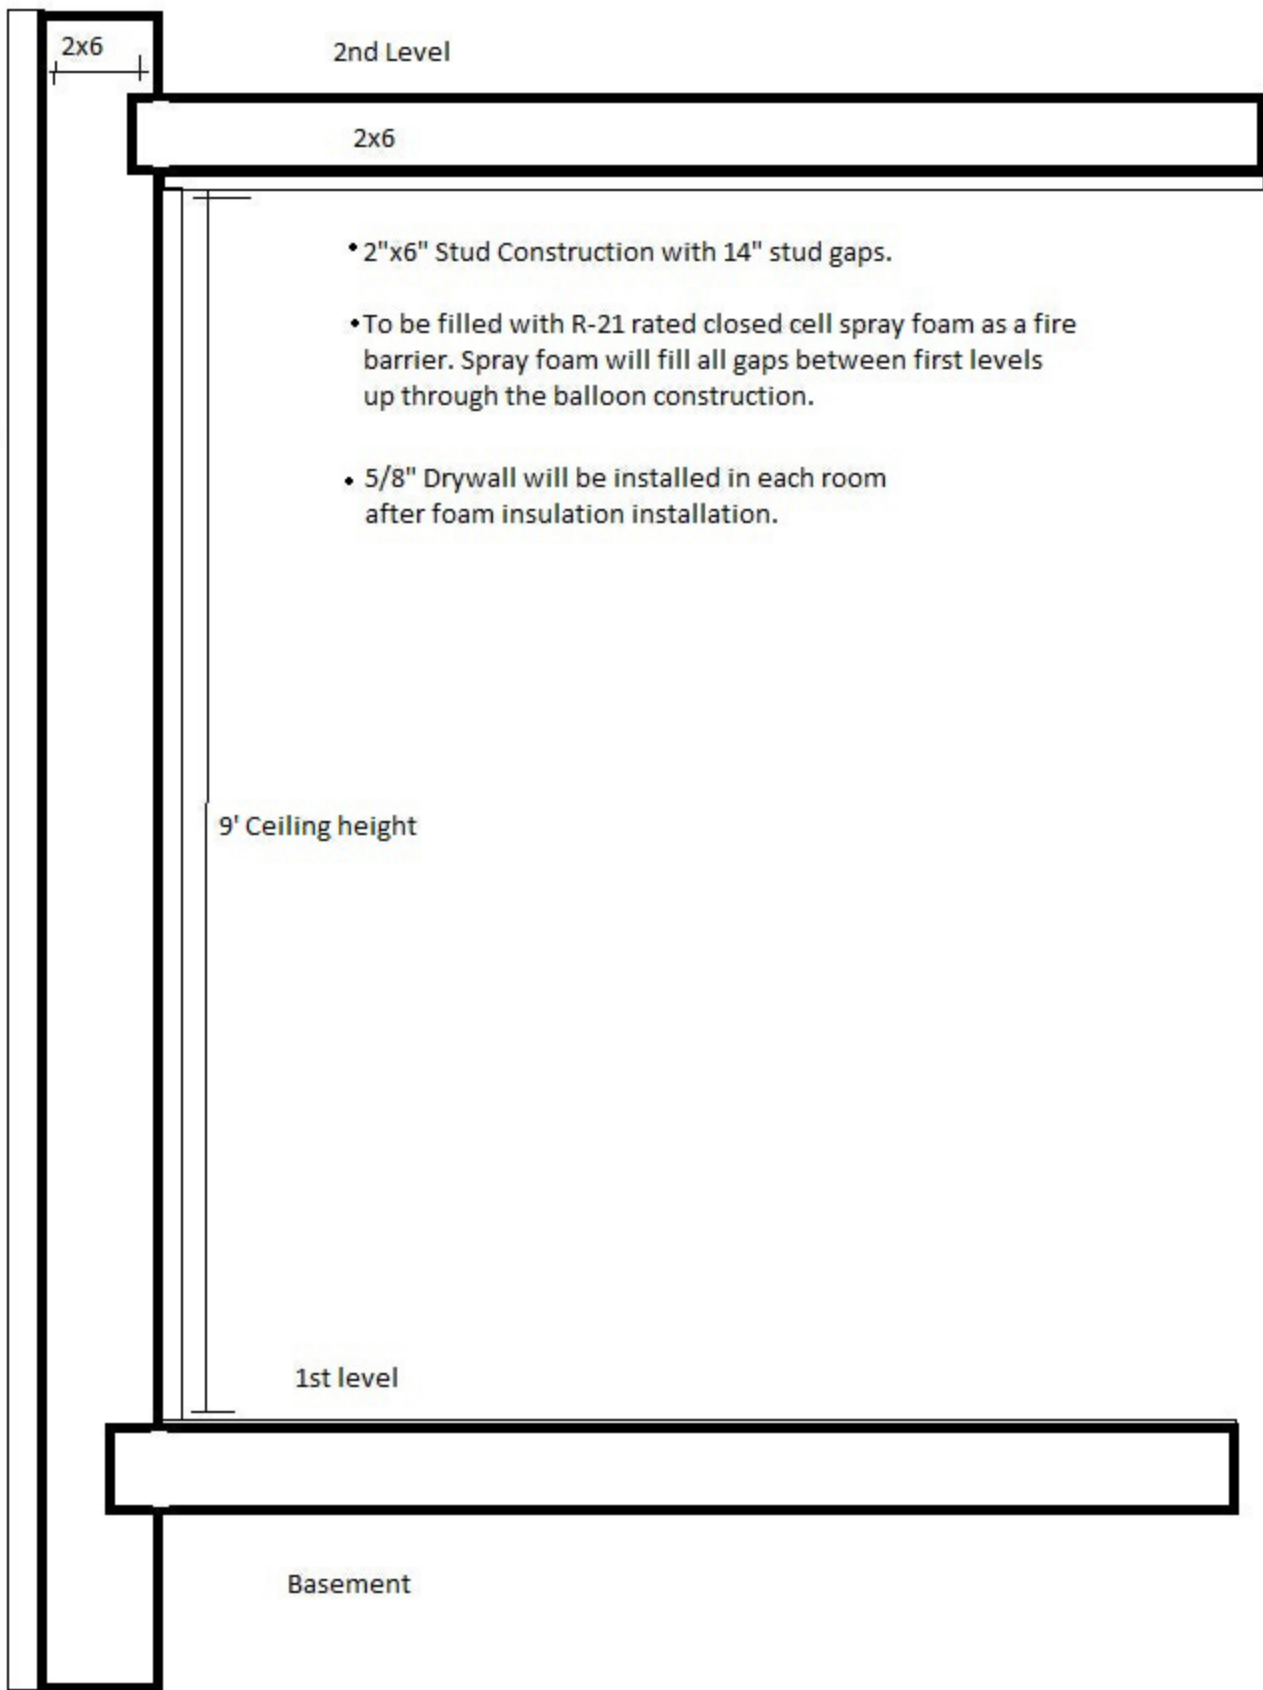 2x6
2nd Level
2x6
• 2"x6" Stud Construction with 14" stud gaps.
• To be filled with R-21 rated closed cell spray foam as a fire
barrier. Spray foam will fill all gaps between first levels
up through the balloon construction.
• 5/8" Drywall will be installed in each room
after foam insulation installation.
9' Ceiling height
1st level
Basement